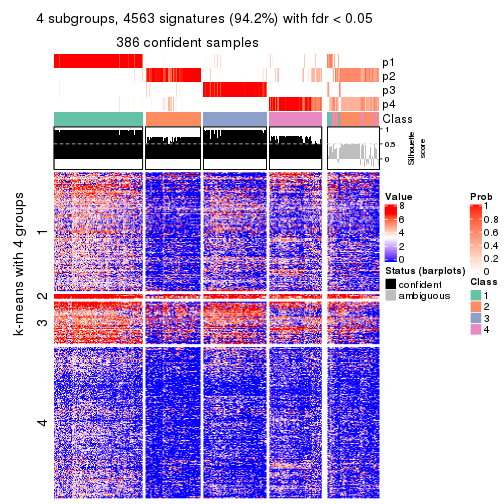 4 subgroups, 4563 signatures (94.2%) with fdr < 0.05
386 confident samples
p1
p2
p3
p4
Class
1
0.5
0
Silhouette
score
k-means with 4 groups
1
2
3
4
Value
8
6
4
2
0
Status (barplots)
confident
ambiguous
Prob
1
0.8
0.6
0.4
0.2
0
Class
1
2
3
4